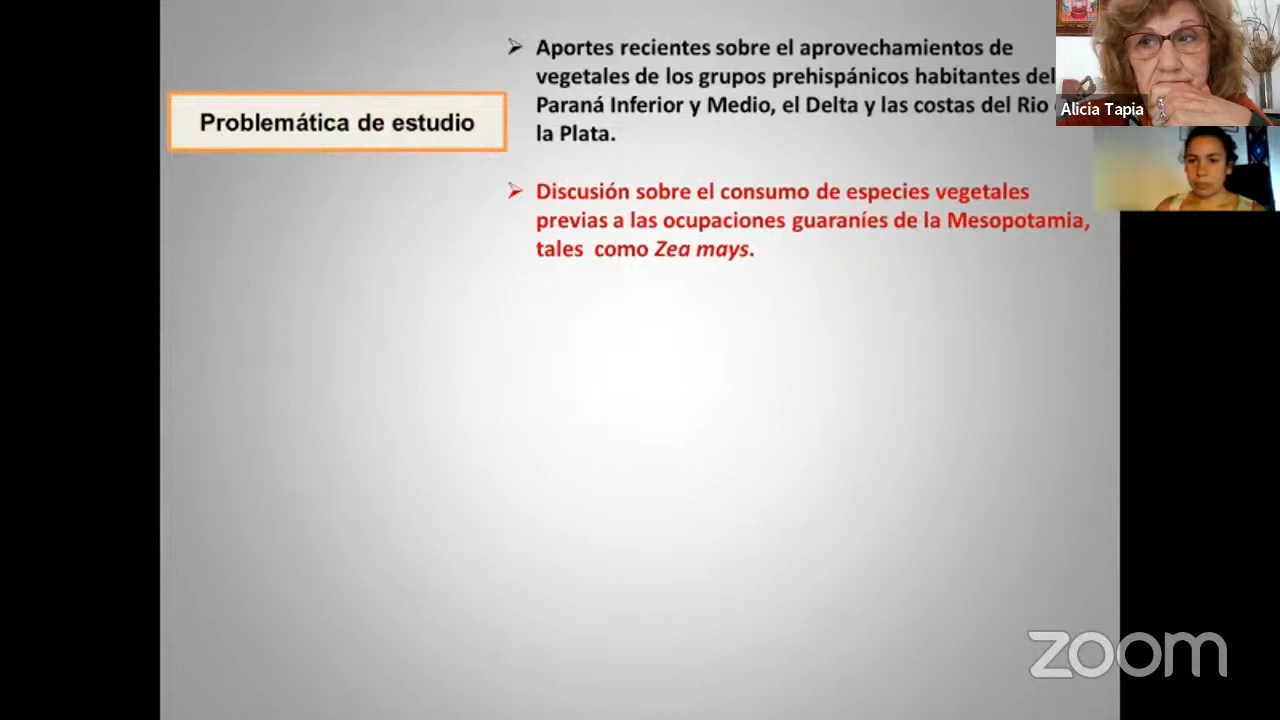 Problemática de estudio
➢ Aportes recientes sobre el aprovechamientos de
vegetales de los grupos prehispánicos habitantes del
Paraná Inferior y Medio, el Delta y las costas del Rio
la Plata.
➢ Discusión sobre el consumo de especies vegetales
previas a las ocupaciones guaraníes de la Mesopotamia,
tales como Zea mays.
Alicia Tapia
zoom